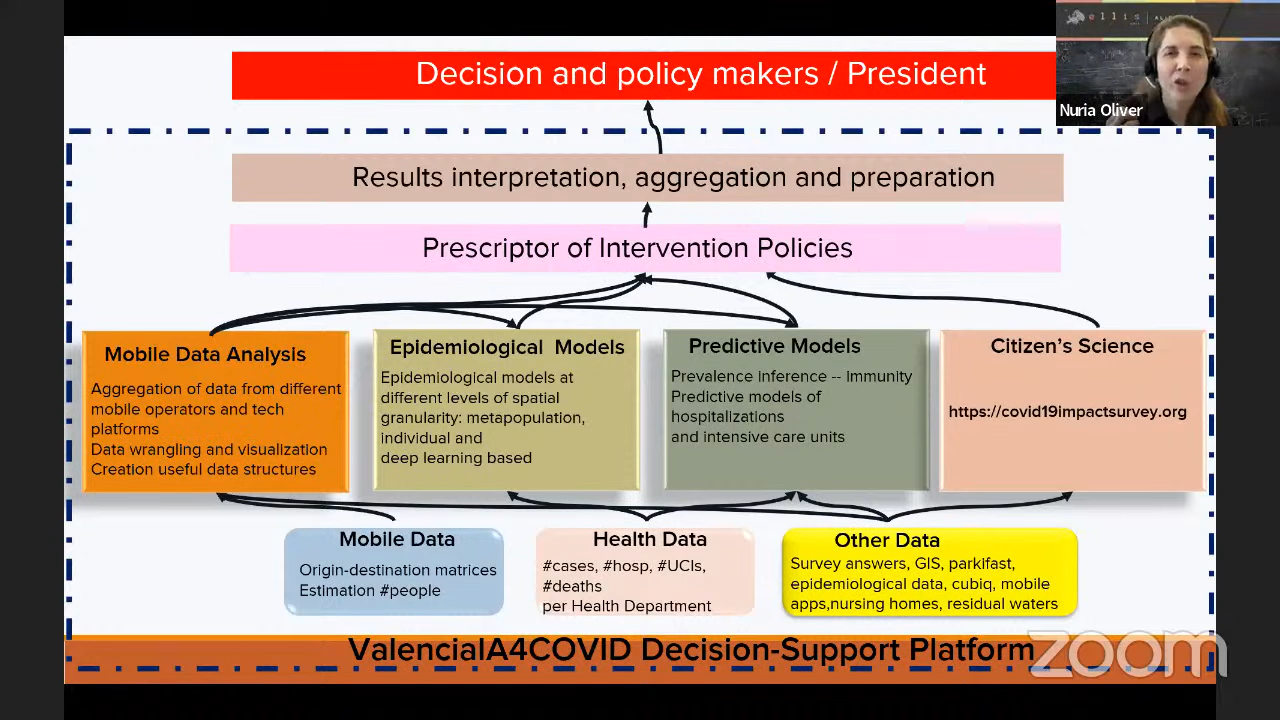 Decision and policy makers / President
ellis
Nuria Oliver
Results interpretation, aggregation and preparation
Prescriptor of Intervention Policies
Mobile Data Analysis
Aggregation of data from different
mobile operators and tech
platforms
Data wrangling and visualization
Creation useful data structures
Epidemiological Models
Epidemiological models at
different levels of spatial
granularity: metapopulation,
individual and
deep learning based
Predictive Models
Prevalence inference -- Immunity
Predictive models of
hospitalizations
and intensive care units
Citizen's Science
https://covid19impactsurvey.org
Mobile Data
Origin-destination matrices
Estimation #people
Health Data
#cases, #hosp, #UCIs,
#deaths
per Health Department
Other Data
Survey answers, GIS, parkifast,
epidemiological data, cubiq, mobile
apps,nursing homes, residual waters
ValenciaIA4COVID Decision-Support Platform
zoom